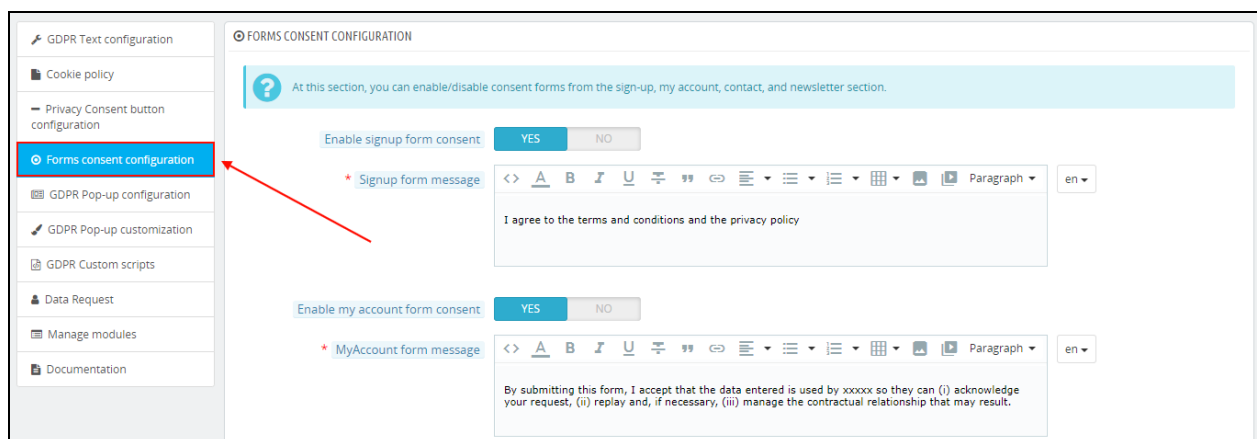 GDPR Text configuration
Cookie policy
Privacy Consent button
configuration
Forms consent configuration
GDPR Pop-up configuration
GDPR Pop-up customization
GDPR Custom scripts
Data Request
Manage modules
Documentation
FORMS CONSENT CONFIGURATION
At this section, you can enable/disable consent forms from the sign-up, my account, contact, and newsletter section.
Enable signup form consent YES NO
* Signup form message <> A B I U Paragraph en
I agree to the terms and conditions and the privacy policy
Enable my account form consent YES NO
* MyAccount form message <> A B I U Paragraph en
By submitting this form, I accept that the data entered is used by xxxxx so they can (i) acknowledge
your request, (ii) replay and, if necessary, (iii) manage the contractual relationship that may result.